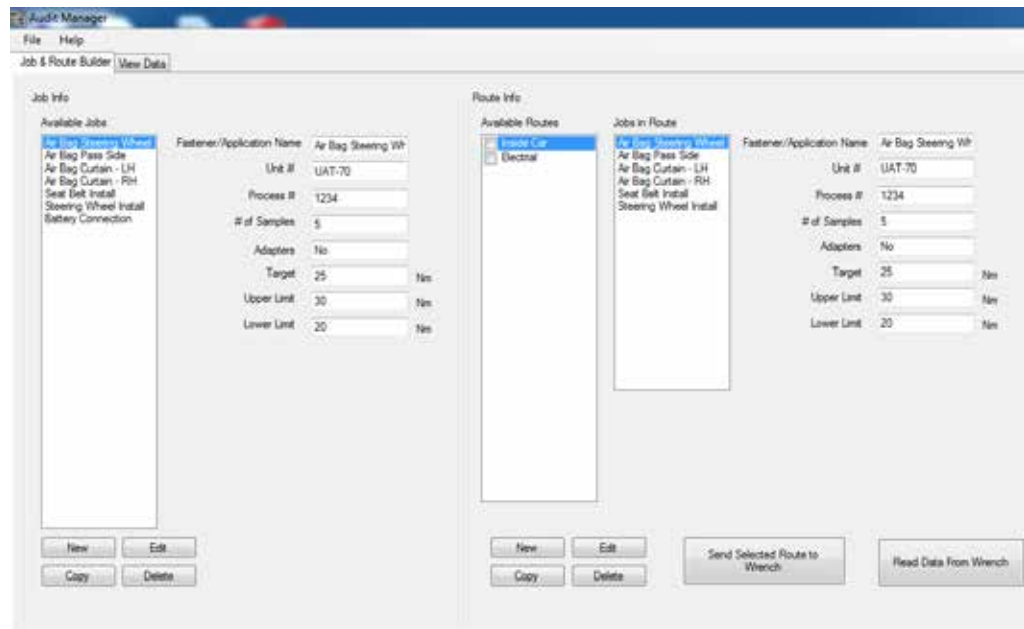 Audit Manager
File Help
Job & Route Builder View Data
Job Info
Available Jobs
Air Bag Steering Wheel
Air Bag Pass Side
Air Bag Curtain - LH
Air Bag Curtain - RH
Seat Belt Install
Steering Wheel Install
Battery Connection
Fastener/Application Name Air Bag Steering Wh
Unit # UAT-70
Process # 1234
# of Samples 5
Adapters No
Target 25 Nm
Upper Limit 30 Nm
Lower Limit 20 Nm
New Edit
Copy Delete
Route Info
Available Routes
Inside Car
Electrial
Jobs in Route
Air Bag Steering Wheel
Air Bag Pass Side
Air Bag Curtain - LH
Air Bag Curtain - RH
Seat Belt Install
Steering Wheel Install
Fastener/Application Name Air Bag Steering Wh
Unit # UAT-70
Process # 1234
# of Samples 5
Adapters No
Target 25 Nm
Upper Limit 30 Nm
Lower Limit 20 Nm
New Edit
Copy Delete
Send Selected Route to
Wrench
Read Data From Wrench